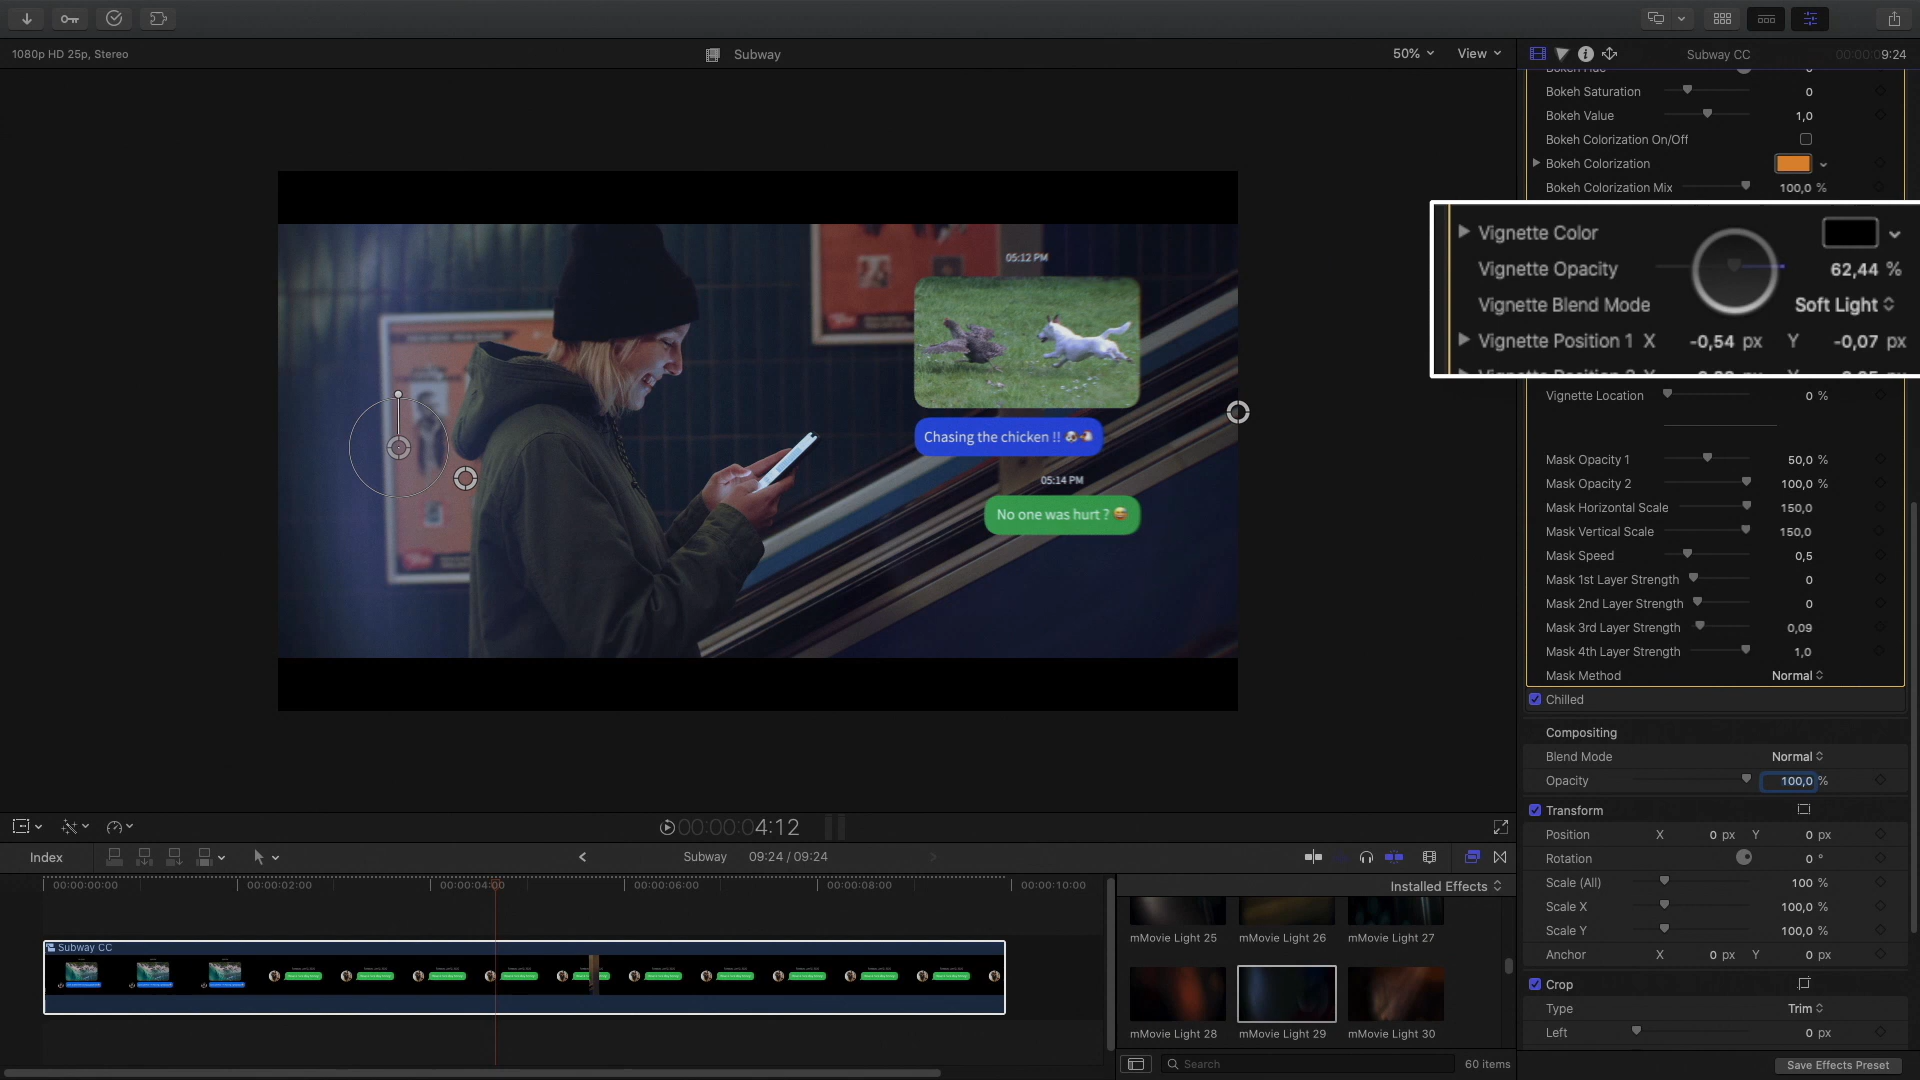 1080p HD 25p, Stereo
Subway
50%
View
Subway CC
00:00:09:24
Bokeh Hue
0
Bokeh Saturation
0
Bokeh Value
1,0
Bokeh Colorization On/Off
Bokeh Colorization
Bokeh Colorization Mix
100,0 %
Vignette Color
Vignette Opacity
62,44 %
Vignette Blend Mode
Soft Light
Vignette Position 1 X -0,54 px Y -0,07 px
Vignette Location
0 %
Mask Opacity 1
50,0 %
Mask Opacity 2
100,0 %
Mask Horizontal Scale
150,0
Mask Vertical Scale
150,0
Mask Speed
0,5
Mask 1st Layer Strength
0
Mask 2nd Layer Strength
0
Mask 3rd Layer Strength
0,09
Mask 4th Layer Strength
1,0
Mask Method
Normal
Chilled
Compositing
Blend Mode
Normal
Opacity
100,0 %
Transform
Position X 0 px Y 0 px
Rotation
0 °
Scale (All)
100 %
Scale X
100,0 %
Scale Y
100,0 %
Anchor X 0 px Y 0 px
Crop
Type
Trim
Left
0 px
Save Effects Preset
05:12 PM
Chasing the chicken !!
05:14 PM
No one was hurt ?
00:00:04:12
Index
Subway 09:24 / 09:24
00:00:00:00
00:00:02:00
00:00:04:00
00:00:06:00
00:00:08:00
00:00:10:00
Subway CC
Installed Effects
mMovie Light 25
mMovie Light 26
mMovie Light 27
mMovie Light 28
mMovie Light 29
mMovie Light 30
Search
60 items